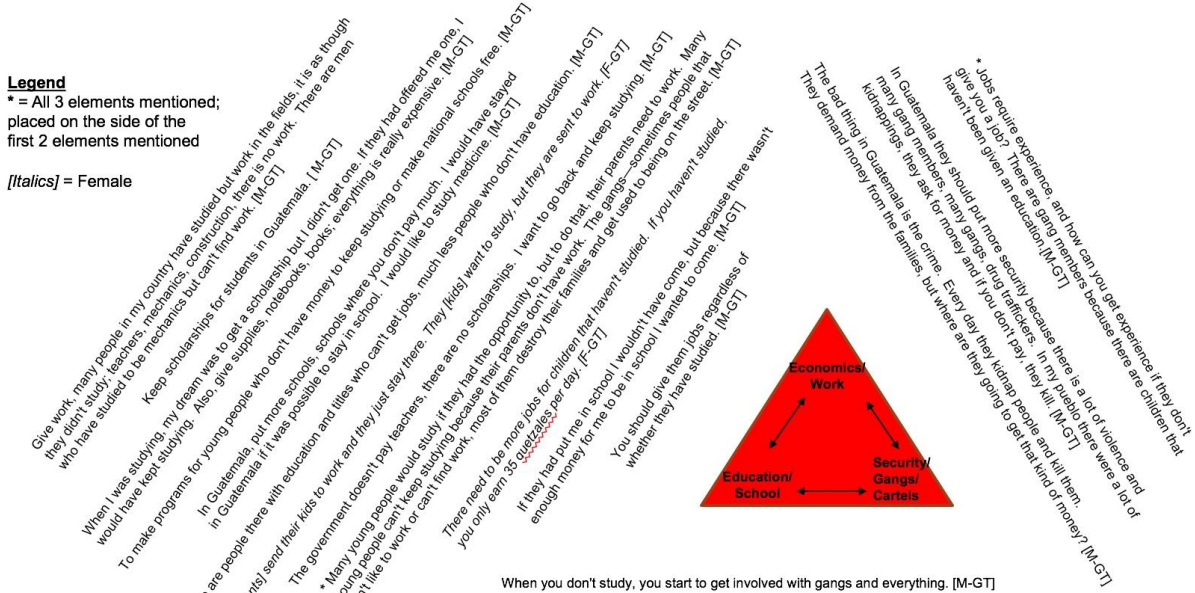 Legend
* = All 3 elements mentioned;
placed on the side of the
first 2 elements mentioned
[Italics] = Female
Give work, many people in my country have studied but work in the fields, it is as though
they didn't study, teachers, mechanics, construction, there is no work. There are men
who have studied to be mechanics but can't find work. [M-GT]
Keep scholarships for students in Guatemala. [ M-GT]
When I was studying, my dream was to get a scholarship but I didn't get one. If they had offered me one, I
would have kept studying. Also, give supplies, notebooks, books; everything is really expensive. [M-GT]
To make programs for young people who don't have money to keep studying or make national schools free. [M-GT]
In Guatemala, put more schools, schools where you don't pay much. I would have stayed
in Guatemala if it was possible to stay in school. I would like to study medicine. [M-GT]
are people there with education and titles who can't get jobs, much less people who don't have education. [M-GT]
send their kids to work and they just stay there. They [kids] want to study, but they are sent to work. [F-GT]
The government doesn't pay teachers, there are no scholarships. I want to go back and keep studying. [M-GT]
* Many young people would study if they had the opportunity to, but to do that, their parents need to work. Many
people can't keep studying because their parents don't have work. The gangs—sometimes people that
like to work or can't find work, most of them destroy their families and get used to being on the street. [M-GT]
There need to be more jobs for children that haven't studied. If you haven't studied,
you only earn 35 quetzales per day. [F-GT]
If they had put me in school I wouldn't have come, but because there wasn't
enough money for me to be in school I wanted to come. [M-GT]
You should give them jobs regardless of
whether they have studied. [M-GT]
* Jobs require experience, and how can you get experience if they don't
give you a job? There are gang members because there are children that
haven't been given an education.[M-GT]
In Guatemala they should put more security because there is a lot of violence and
many gang members, many gangs, drug traffickers. In my pueblo there were a lot of
kidnappings, they ask for money and if you don't pay, they kill. [M-GT]
The bad thing in Guatemala is the crime. Every day they kidnap people and kill them.
They demand money from the families, but where are they going to get that kind of money? [M-GT]
Economics/
Work
Education/
School
Security/
Gangs/
Cartels
When you don't study, you start to get involved with gangs and everything. [M-GT]